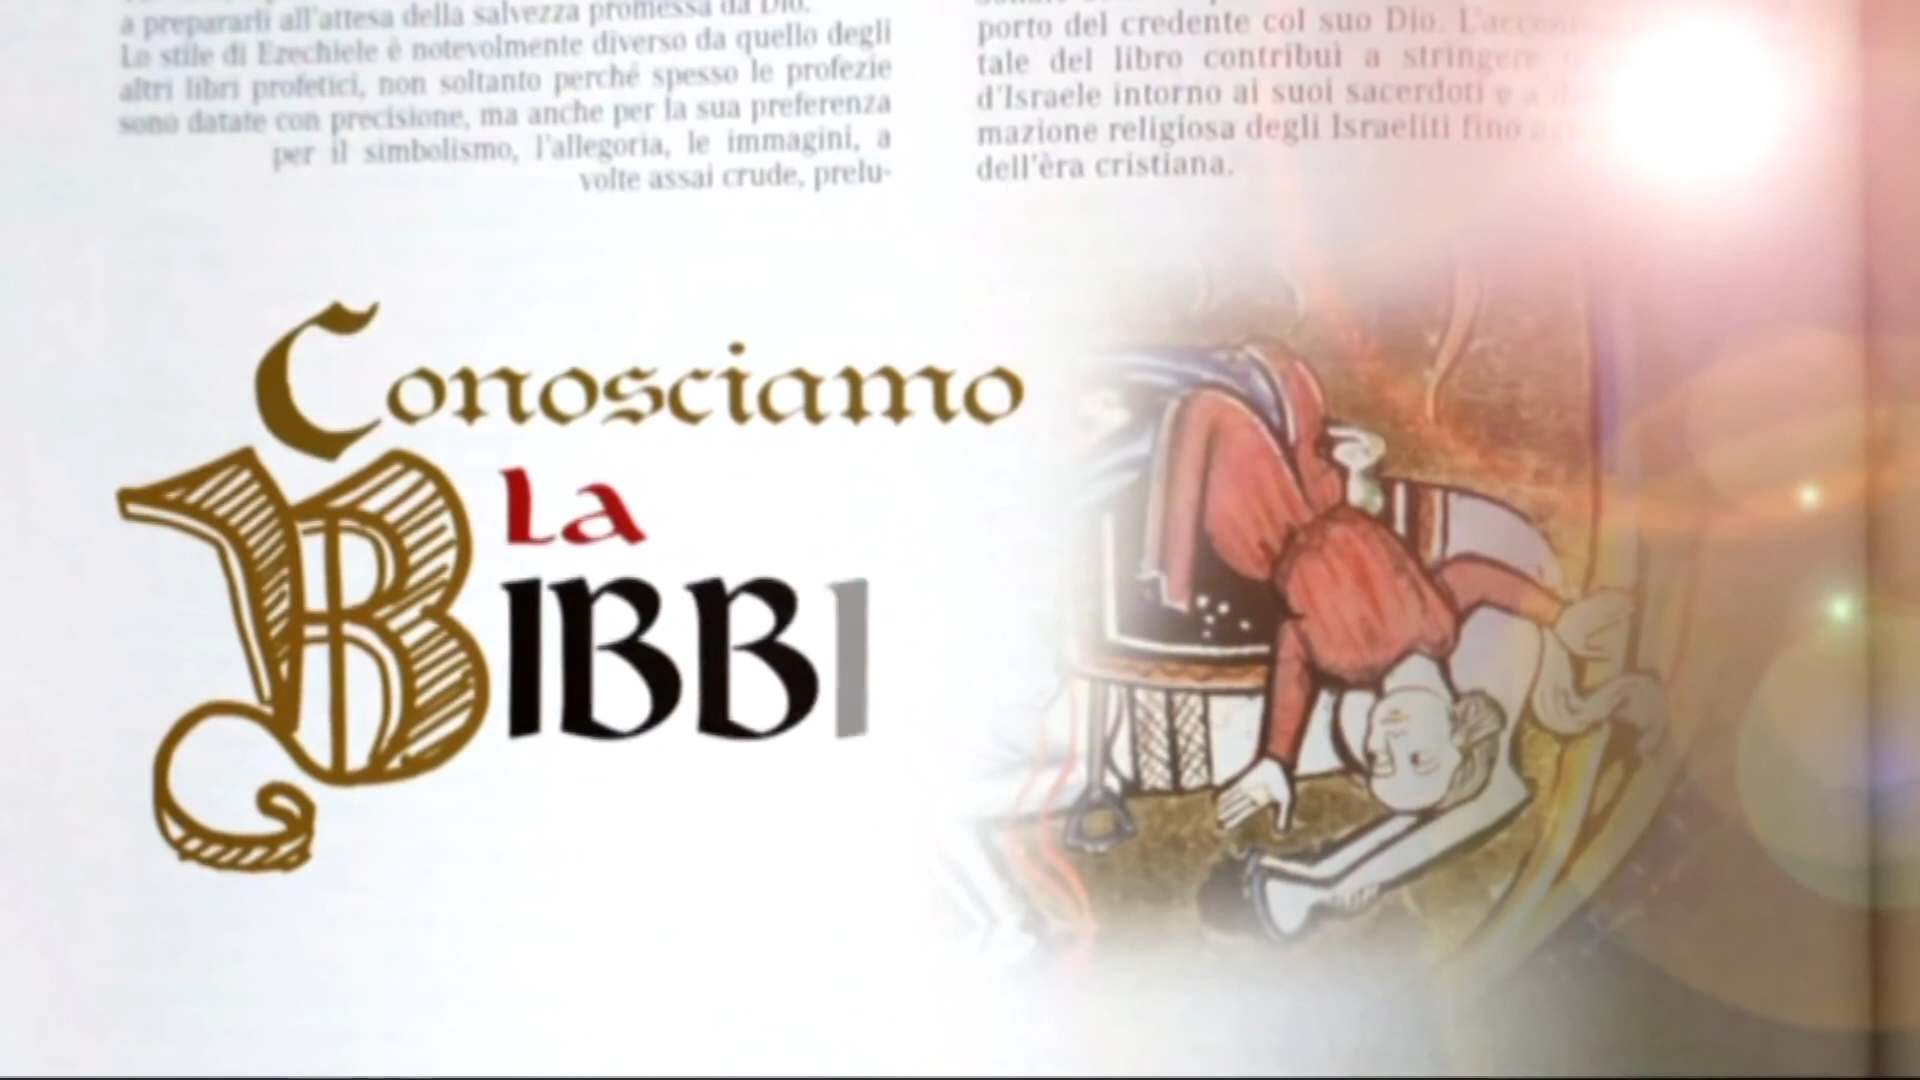 a prepararli all'attesa della salvezza promessa da Dio.
Lo stile di Ezechiele è notevolmente diverso da quello degli
altri libri profetici, non soltanto perché spesso le profezie
sono datate con precisione, ma anche per la sua preferenza
per il simbolismo, l'allegoria, le immagini, a
volte assai crude, prelu-
porto del credente col suo Dio.
tale del libro contribuì a stringere
d'Israele intorno ai suoi sacerdoti e a
mazione religiosa degli Israeliti fino
dell'èra cristiana.
Conosciamo
B
La
BIBBI